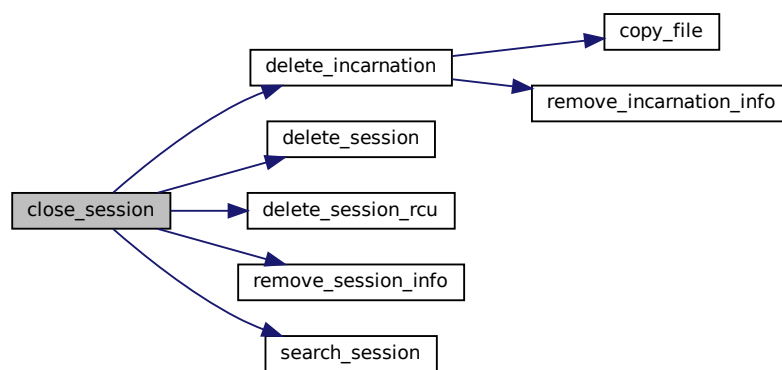 copy_file
delete_incarnation
remove_incarnation_info
delete_session
close_session
delete_session_rcu
remove_session_info
search_session